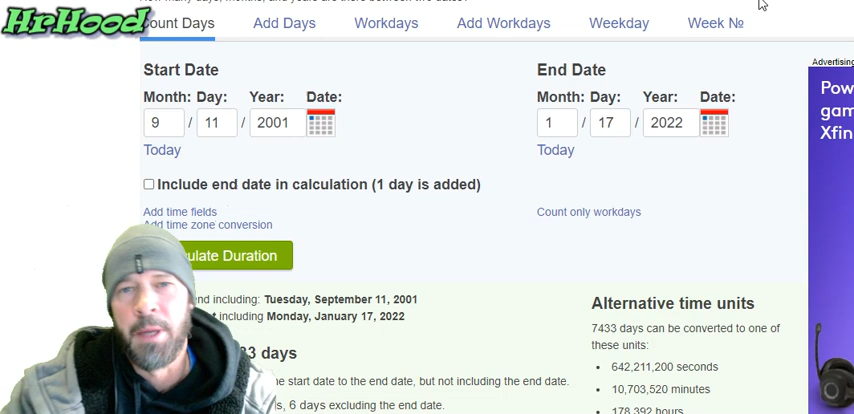 HrHood
ount Days
Add Days
Workdays
Add Workdays
Weekday
Week №
Advertising
Start Date
End Date
Month: Day: Year: Date:
Month: Day: Year: Date:
9 / 11 / 2001
1 / 17 / 2022
Today
Today
Include end date in calculation (1 day is added)
Add time fields
Add time zone conversion
Count only workdays
ulate Duration
nd including: Tuesday, September 11, 2001
t including Monday, January 17, 2022
33 days
e start date to the end date, but not including the end date.
s, 6 days excluding the end date.
Alternative time units
7433 days can be converted to one of
these units:
• 642,211,200 seconds
• 10,703,520 minutes
• 178,392 hours
Pow
gam
Xfin